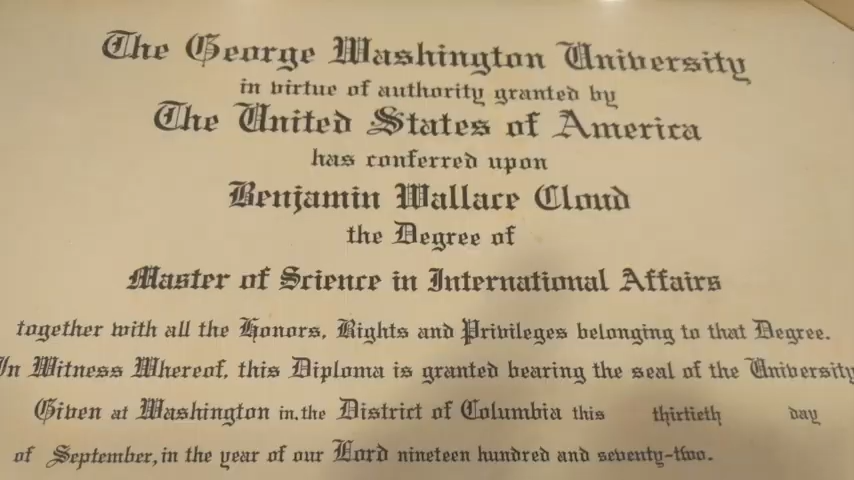 The George Washington University
in virtue of authority granted by
The United States of America
has conferred upon
Benjamin Wallace Cloud
the Degree of
Master of Science in International Affairs
together with all the Honors, Rights and Privileges belonging to that Degree.
In Witness Whereof, this Diploma is granted bearing the seal of the University
Given at Washington in the District of Columbia this thirtieth day
of September, in the year of our Lord nineteen hundred and seventy-two.